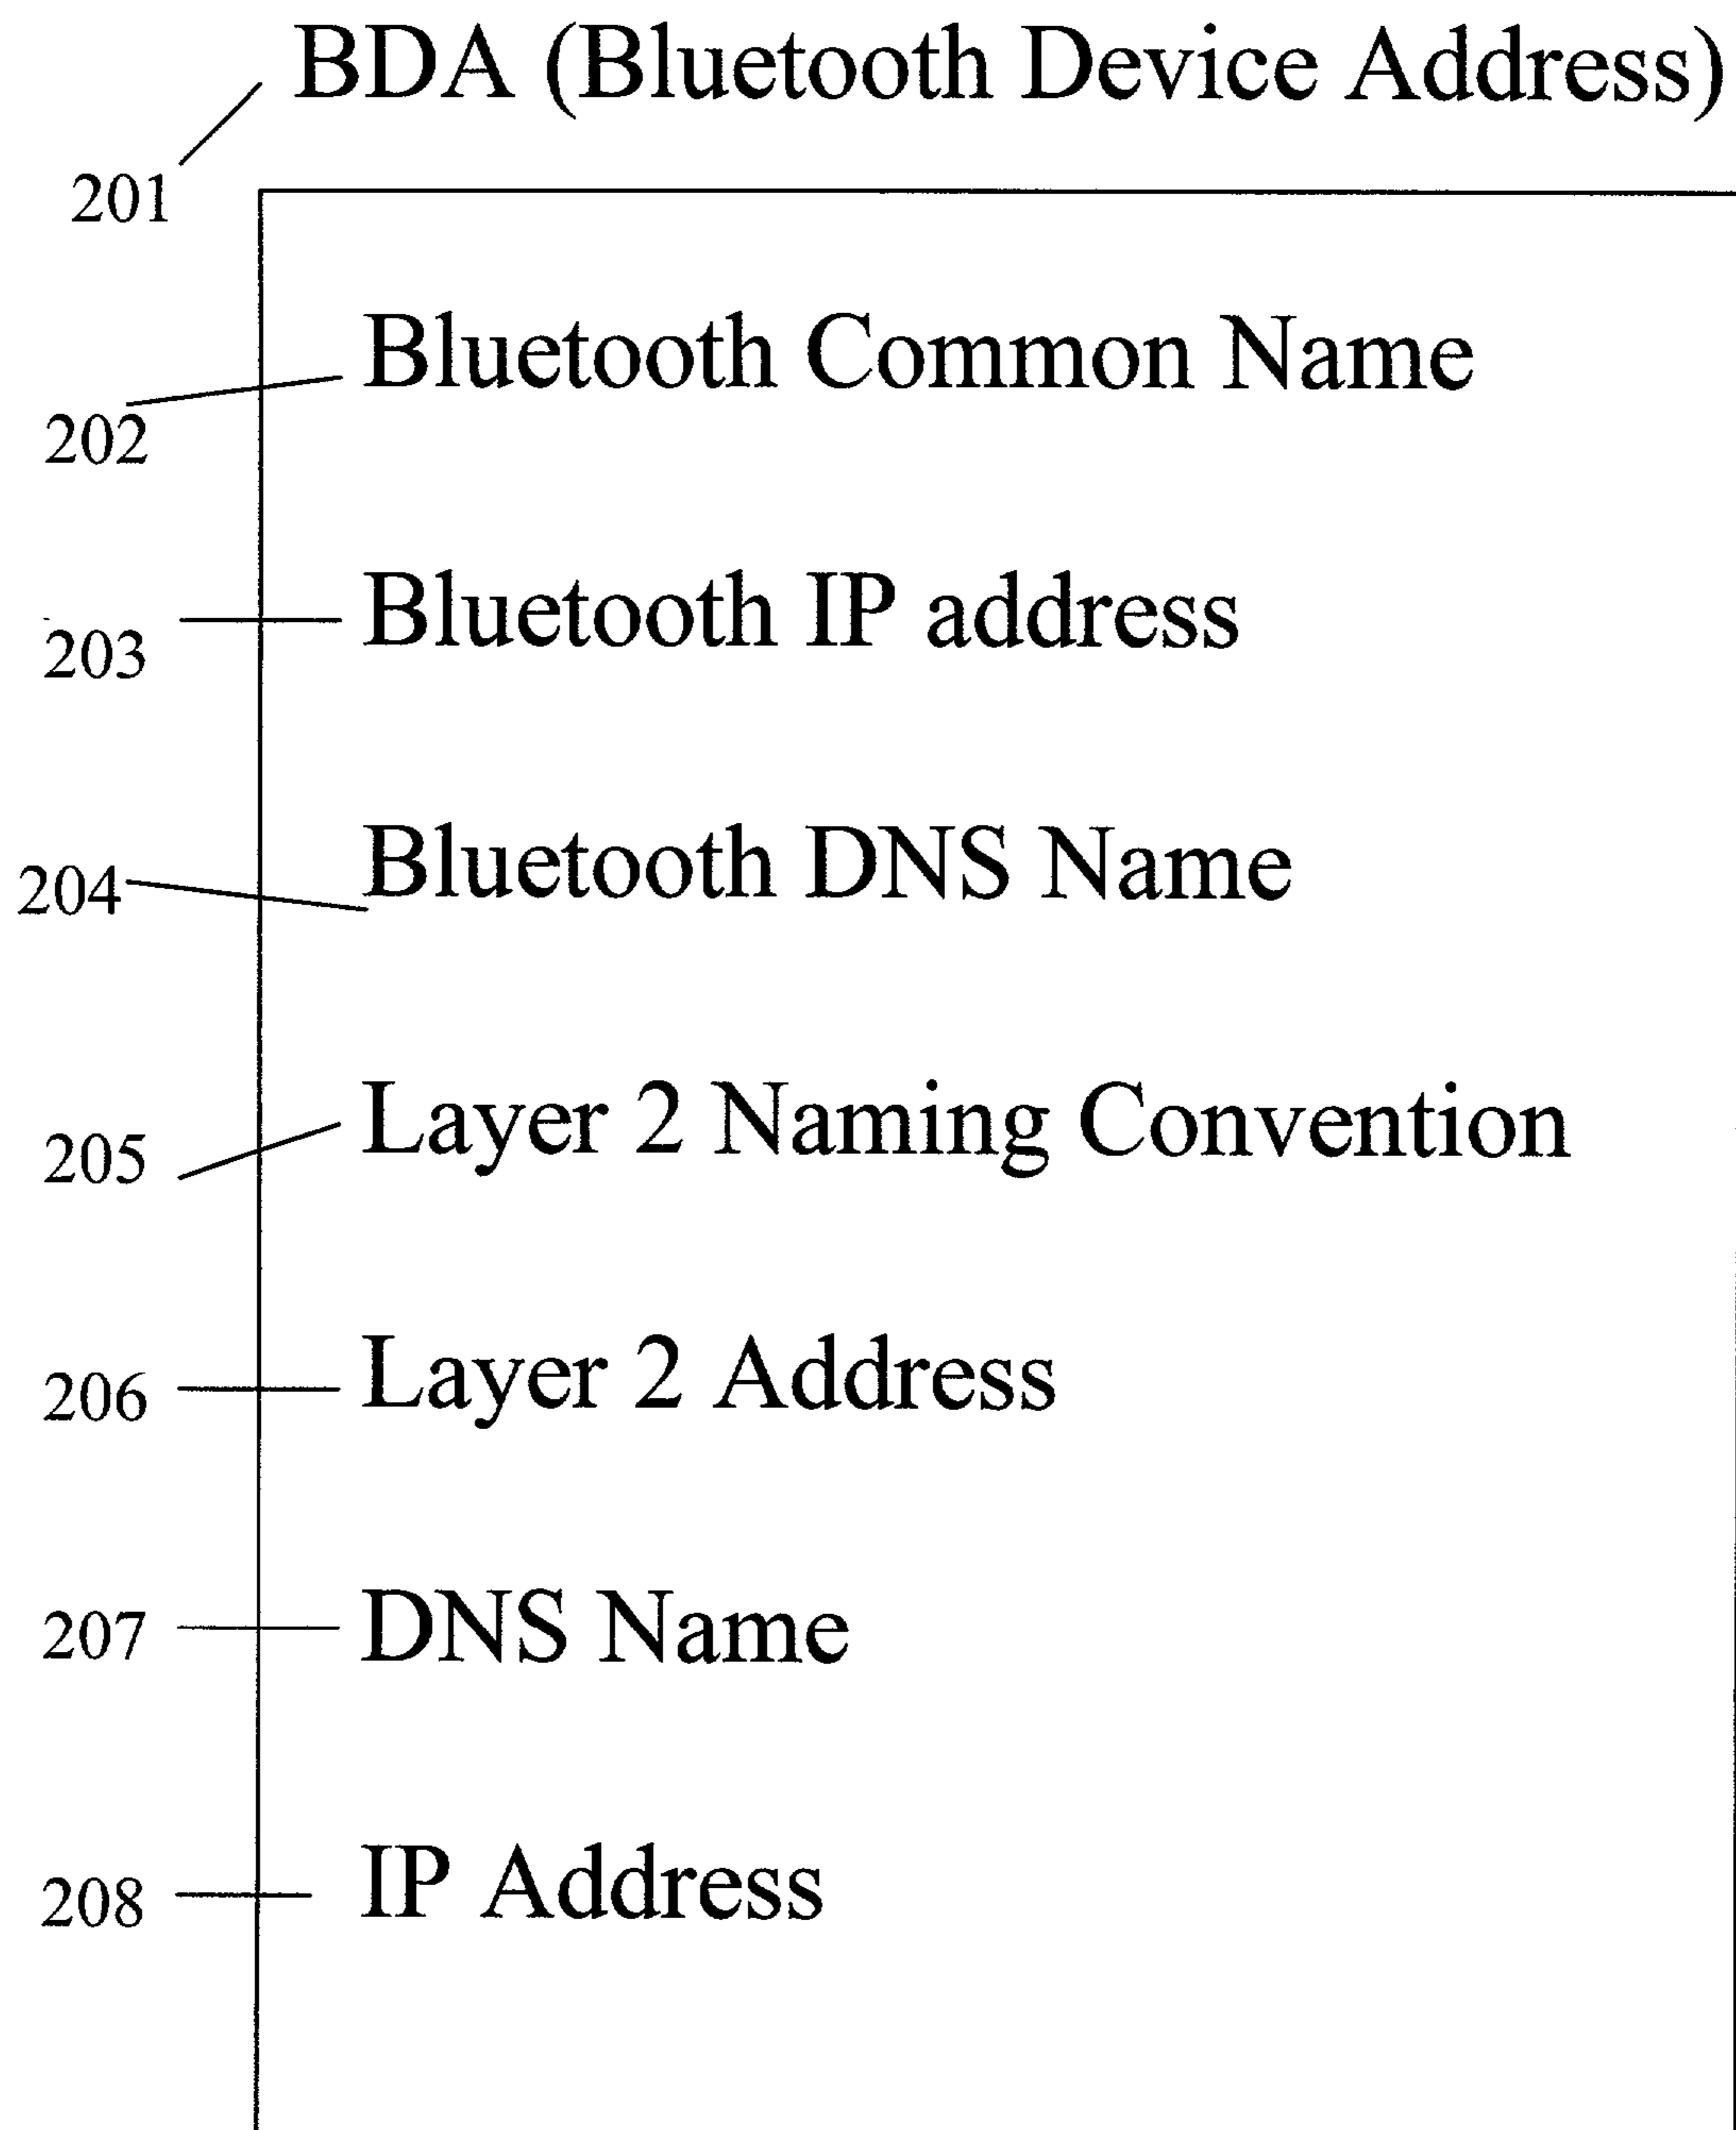 BDA (Bluetooth Device Address)
201
Bluetooth Common Name
202
Bluetooth IP address
203
Bluetooth DNS Name
204
Layer 2 Naming Convention
205
Layer 2 Address
206
DNS Name
207
IP Address
208